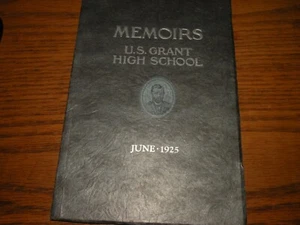 MEMOIRS
U.S. GRANT
HIGH SCHOOL
JUNE · 1925